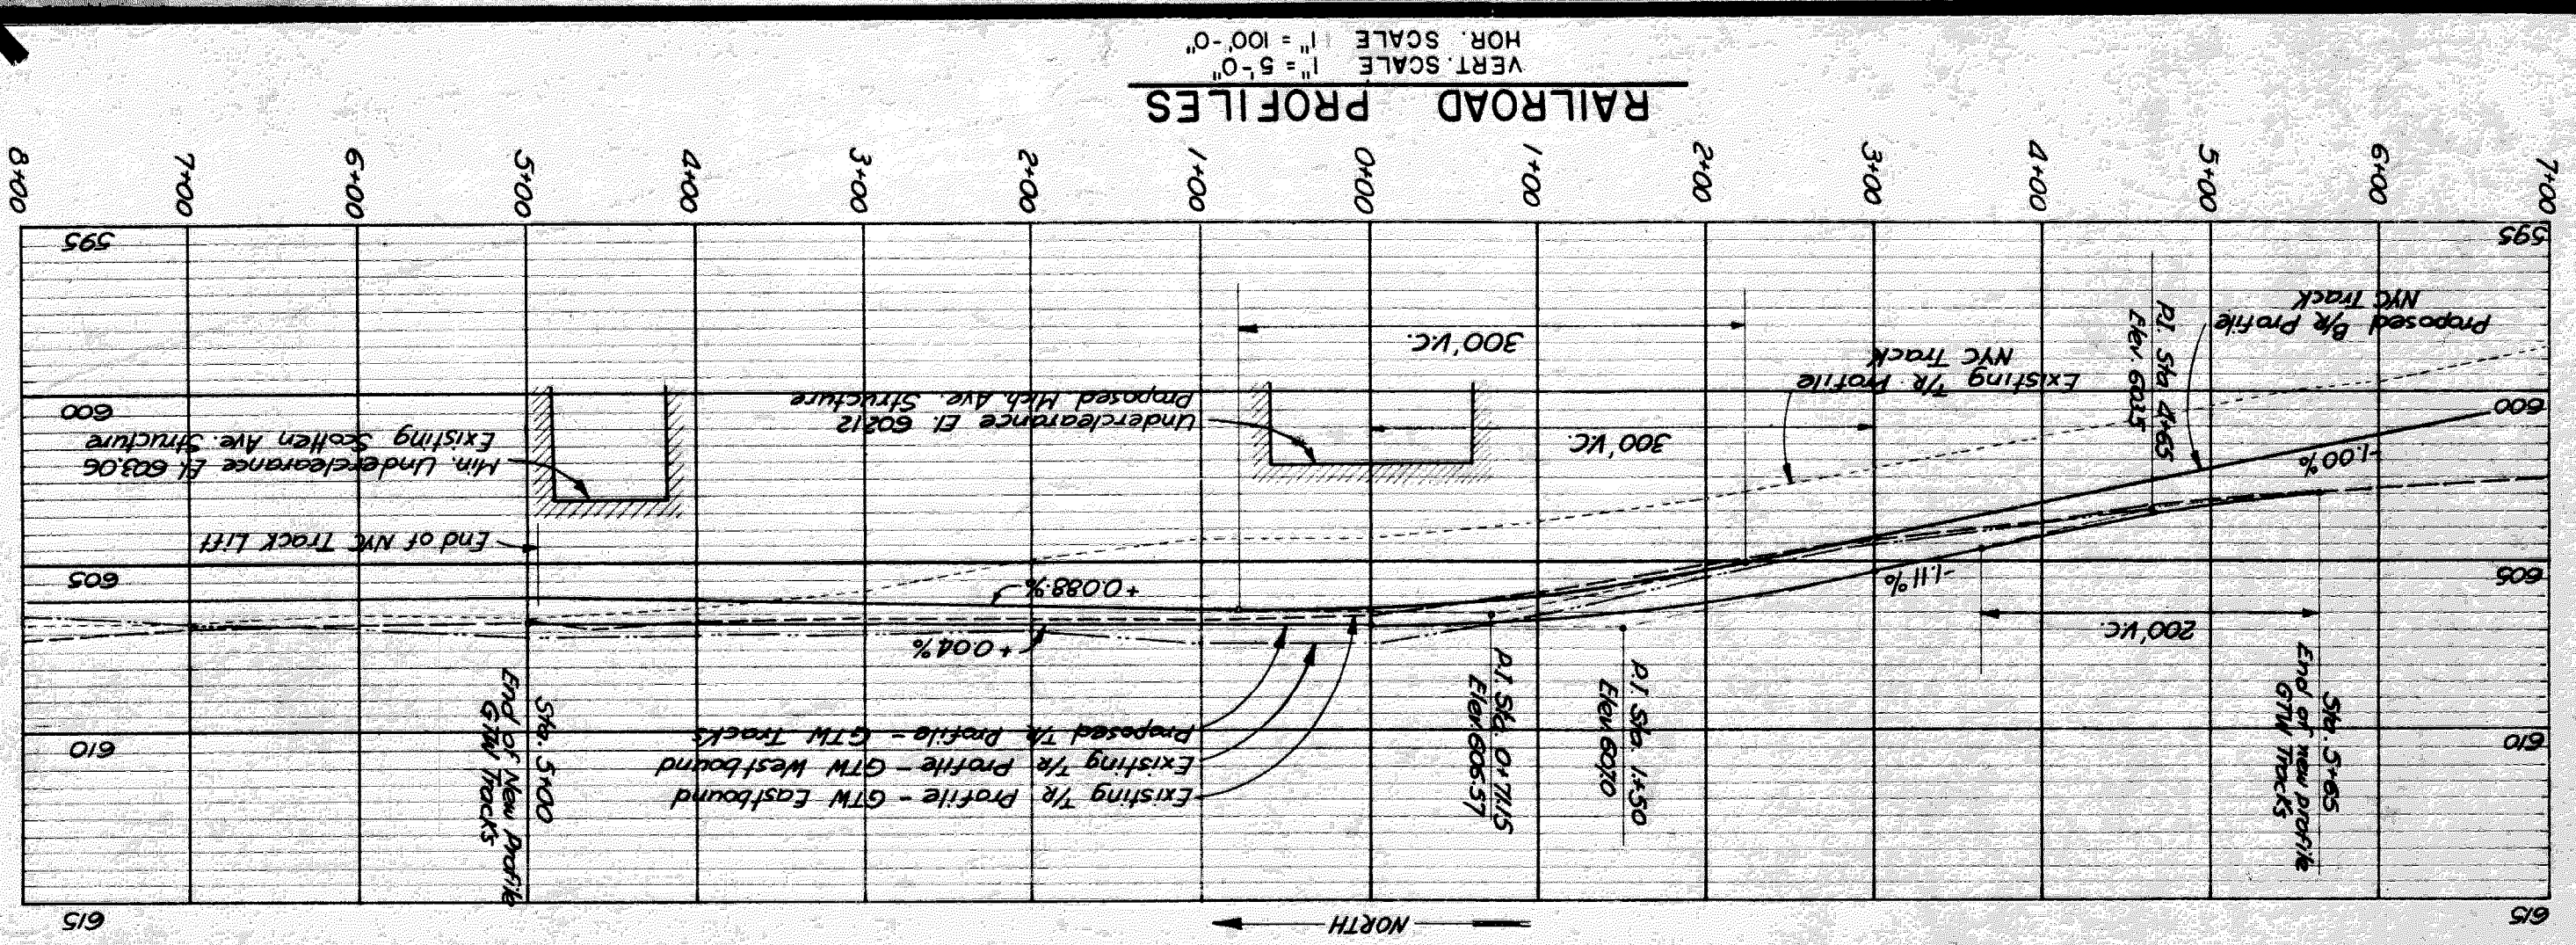 NORTH
615
615
Sta. 5+65
End of new profile
GTW Tracks
P.I. Sta. 1+50
Elev. 607.0
P.I. Sta. 0+71.15
Elev. 606.57
Existing T/R Profile - GTW Eastbound
Existing T/R Profile - GTW Westbound
Proposed T/R Profile - GTW Tracks
Sta. 5+00
End of New Profile
GTW Tracks
610
610
200' V.C.
+0.04%
605
-1.11%
+0.088%
605
End of NYC Track Lift
-1.00%
300' V.C.
Underclearance El. 602.12
Proposed Mich. Ave. Structure
Min. Underclearance El. 603.06
Existing Scotten Ave. Structure
600
600
P.I. Sta. 4+65
Elev. 603.5
Proposed B/R Profile
NYC Track
Existing T/R Profile
NYC Track
300' V.C.
595
595
7+00
6+00
5+00
4+00
3+00
2+00
1+00
0+00
1+00
2+00
3+00
4+00
5+00
6+00
7+00
8+00
RAILROAD PROFILES
VERT. SCALE 1" = 5'-0"
HOR. SCALE 1" = 100'-0"